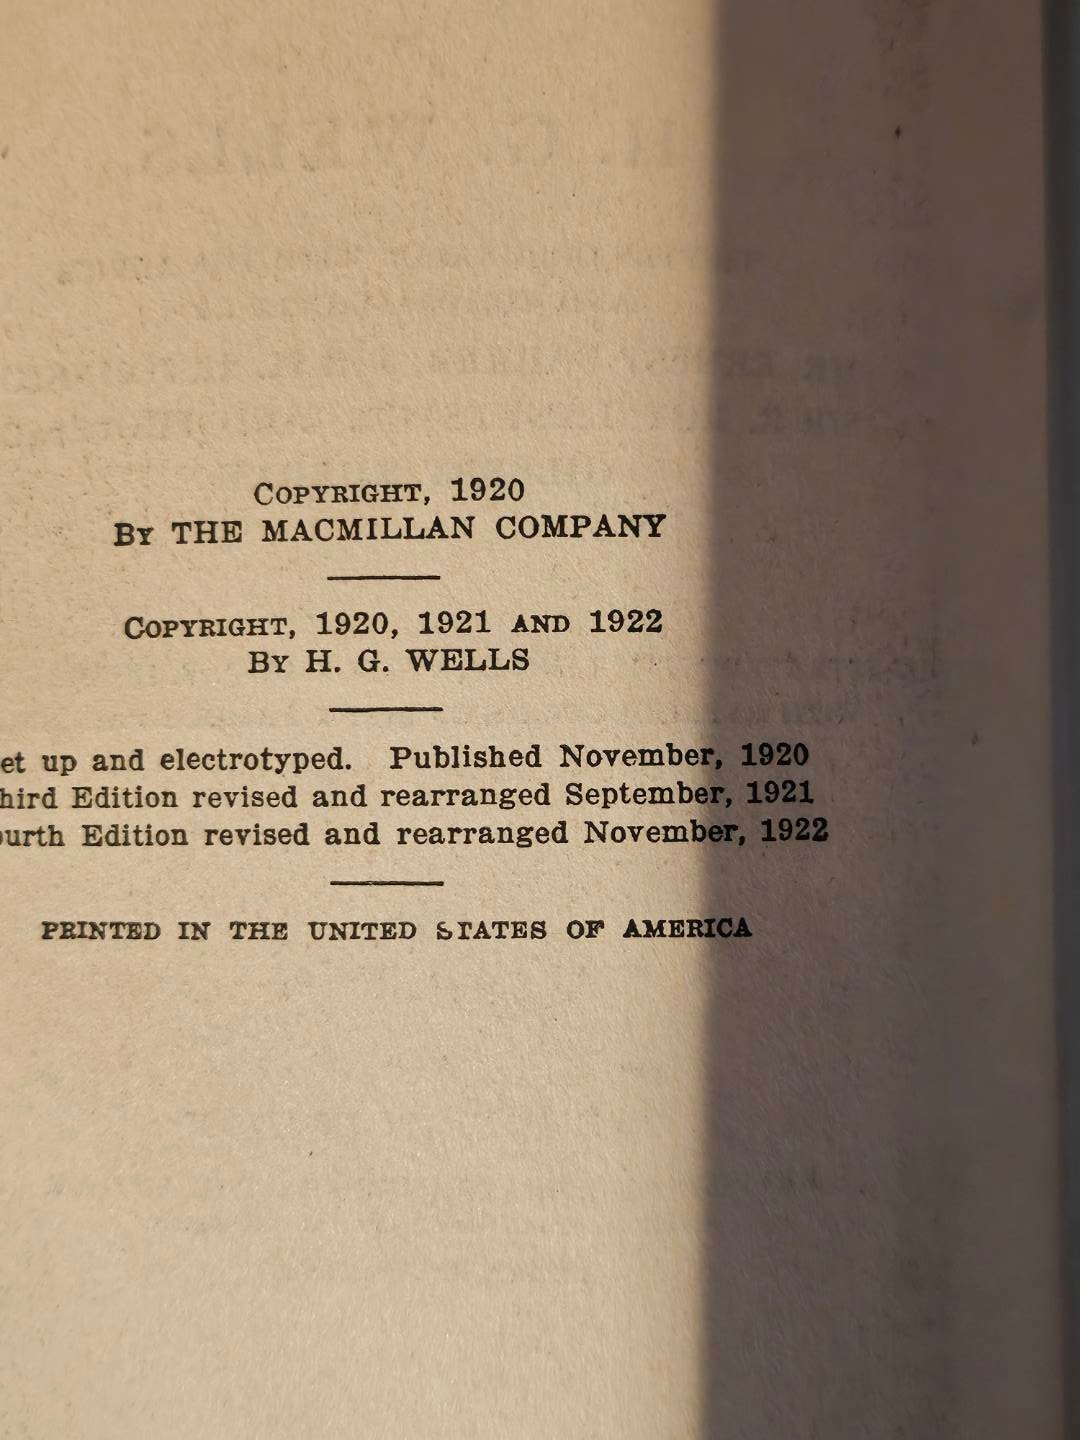 COPYRIGHT, 1920
BY THE MACMILLAN COMPANY
COPYRIGHT, 1920, 1921 AND 1922
BY H. G. WELLS
et up and electrotyped. Published November, 1920
hird Edition revised and rearranged September, 1921
ourth Edition revised and rearranged November, 1922
PRINTED IN THE UNITED STATES OF AMERICA